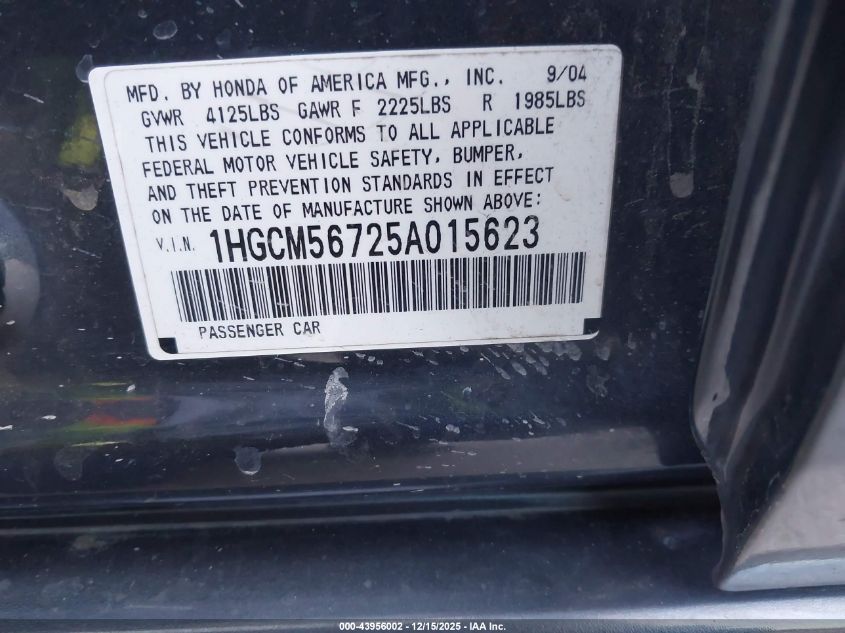 MFD. BY HONDA OF AMERICA MFG., INC. 9/04
GVWR 4125LBS GAWR F 2225LBS R 1985LBS
THIS VEHICLE CONFORMS TO ALL APPLICABLE
FEDERAL MOTOR VEHICLE SAFETY, BUMPER,
AND THEFT PREVENTION STANDARDS IN EFFECT
ON THE DATE OF MANUFACTURE SHOWN ABOVE:
V.I.N. 1HGCM56725A015623
PASSENGER CAR
000-43956002 - 12/15/2025 - IAA Inc.